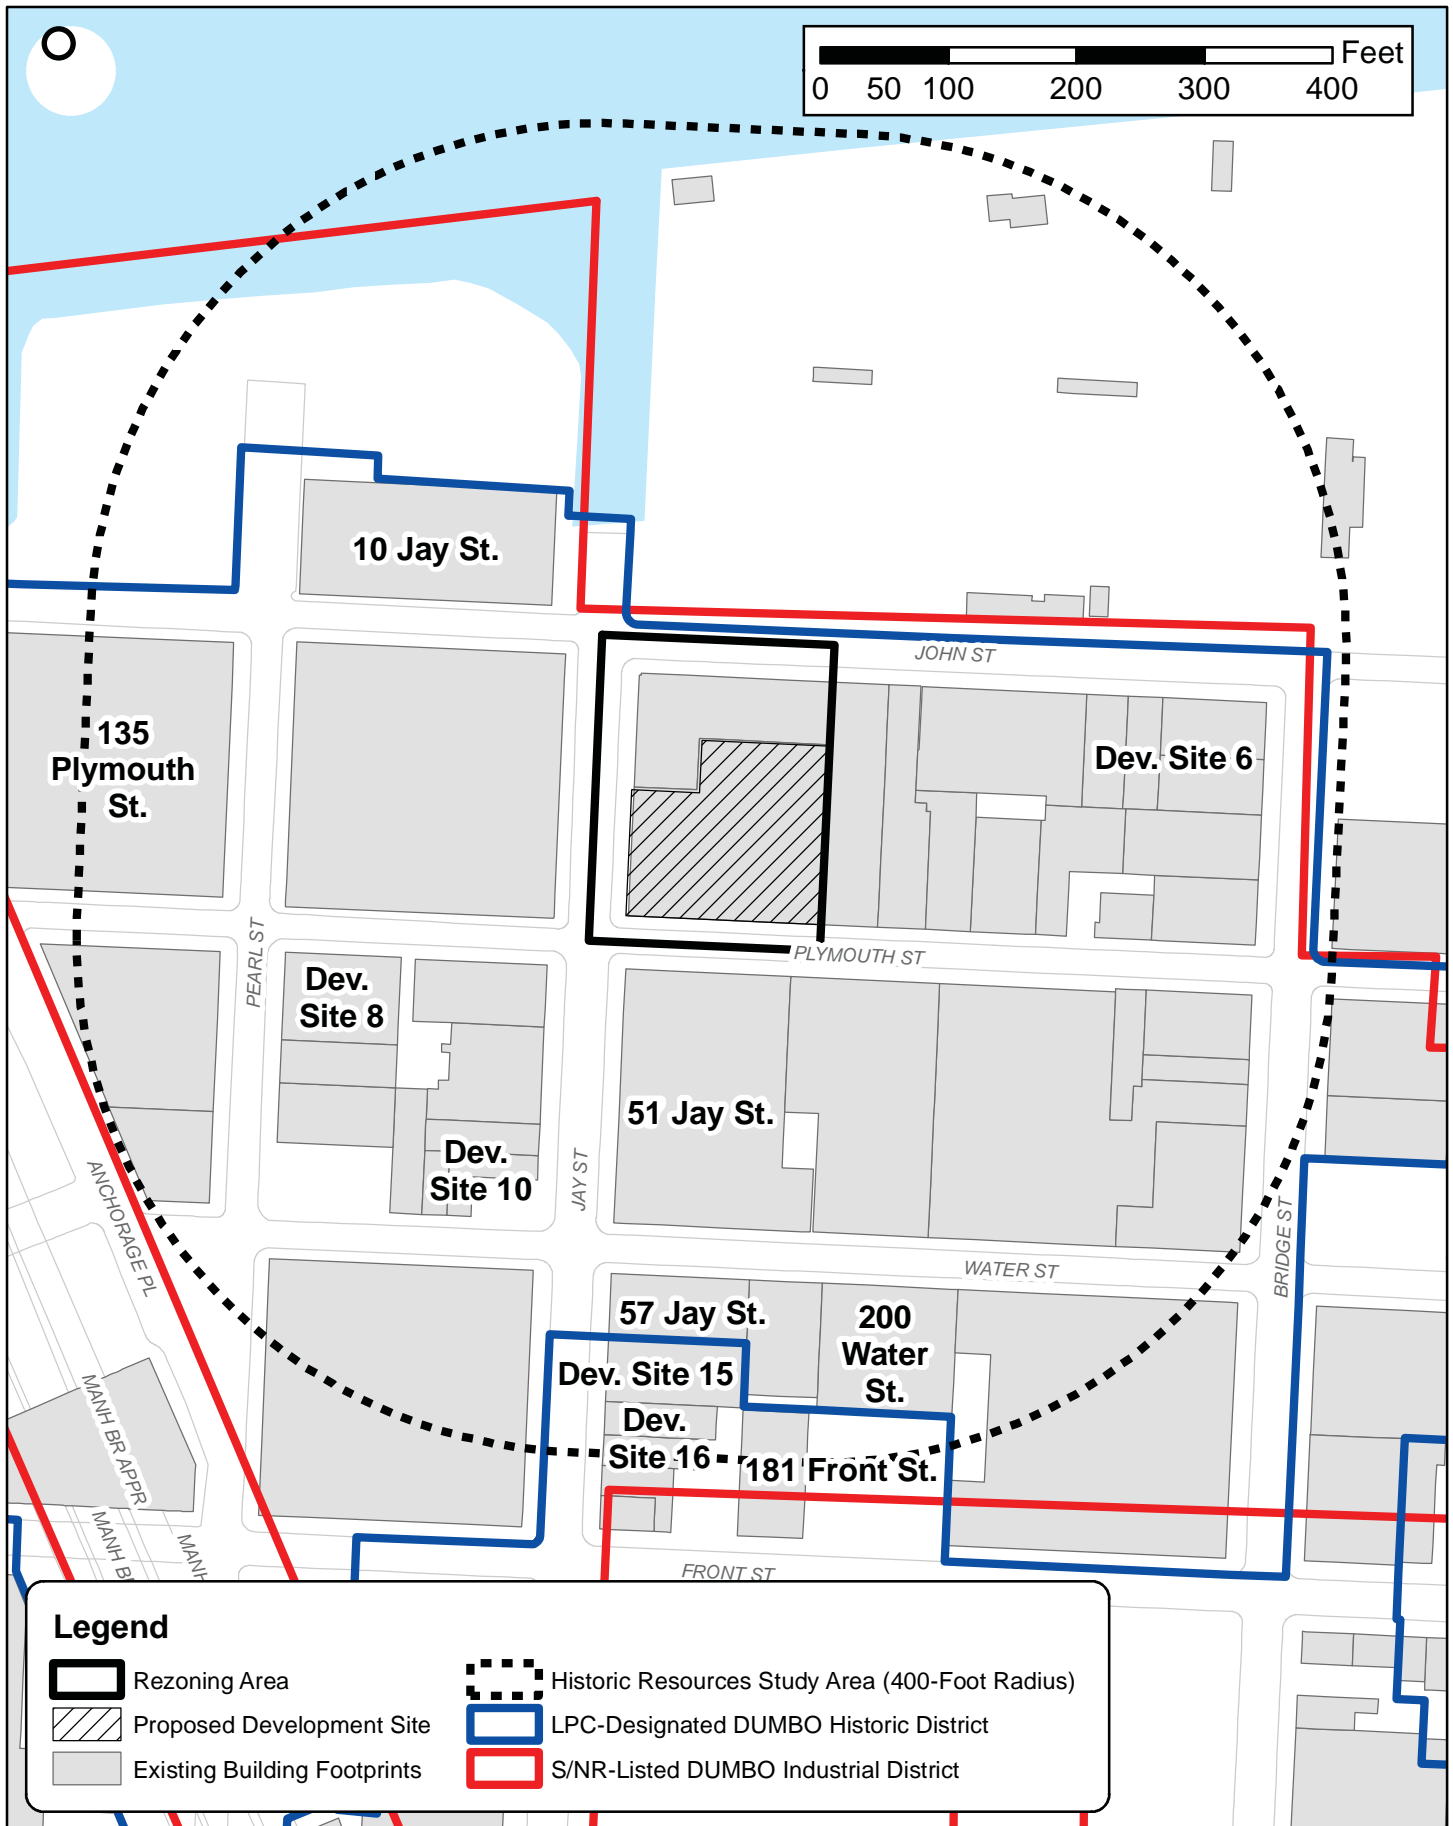 Feet
0 50 100 200 300 400
10 Jay St.
JOHN ST
135
Plymouth
St.
Dev. Site 6
PEARL ST
PLYMOUTH ST
Dev.
Site 8
51 Jay St.
Dev.
Site 10
JAY ST
ANCHORAGE PL
BRIDGE ST
WATER ST
57 Jay St.
200
Water
St.
Dev. Site 15
Dev.
Site 16
181 Front St.
MANH BR APPR
MANH
FRONT ST
Legend
Rezoning Area
Proposed Development Site
Existing Building Footprints
Historic Resources Study Area (400-Foot Radius)
LPC-Designated DUMBO Historic District
S/NR-Listed DUMBO Industrial District